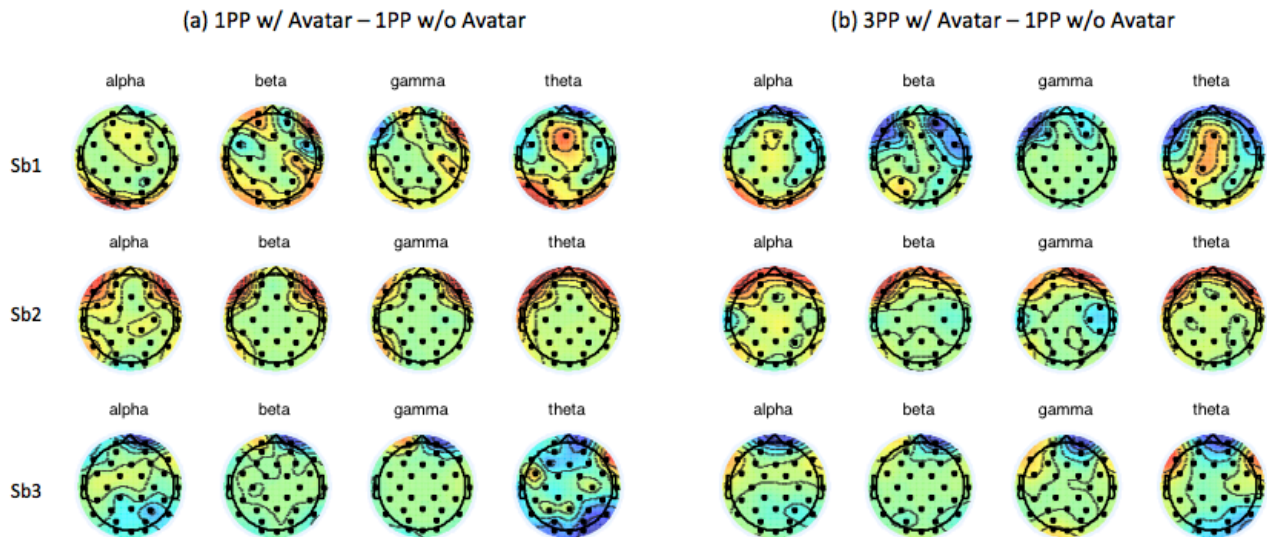 (a) 1PP w/ Avatar – 1PP w/o Avatar (b) 3PP w/ Avatar – 1PP w/o Avatar
alpha beta gamma theta alpha beta gamma theta
Sb1
alpha beta gamma theta alpha beta gamma theta
Sb2
alpha beta gamma theta alpha beta gamma theta
Sb3